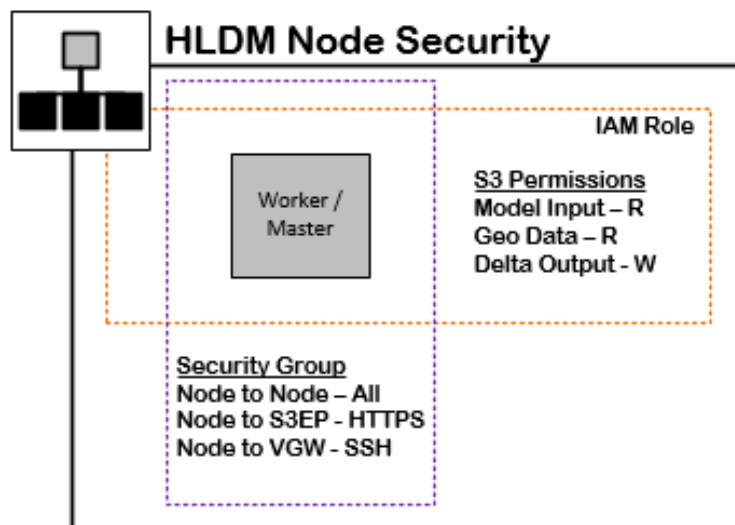 HLDM Node Security
IAM Role
Worker /
Master
S3 Permissions
Model Input – R
Geo Data – R
Delta Output - W
Security Group
Node to Node – All
Node to S3EP - HTTPS
Node to VGW - SSH